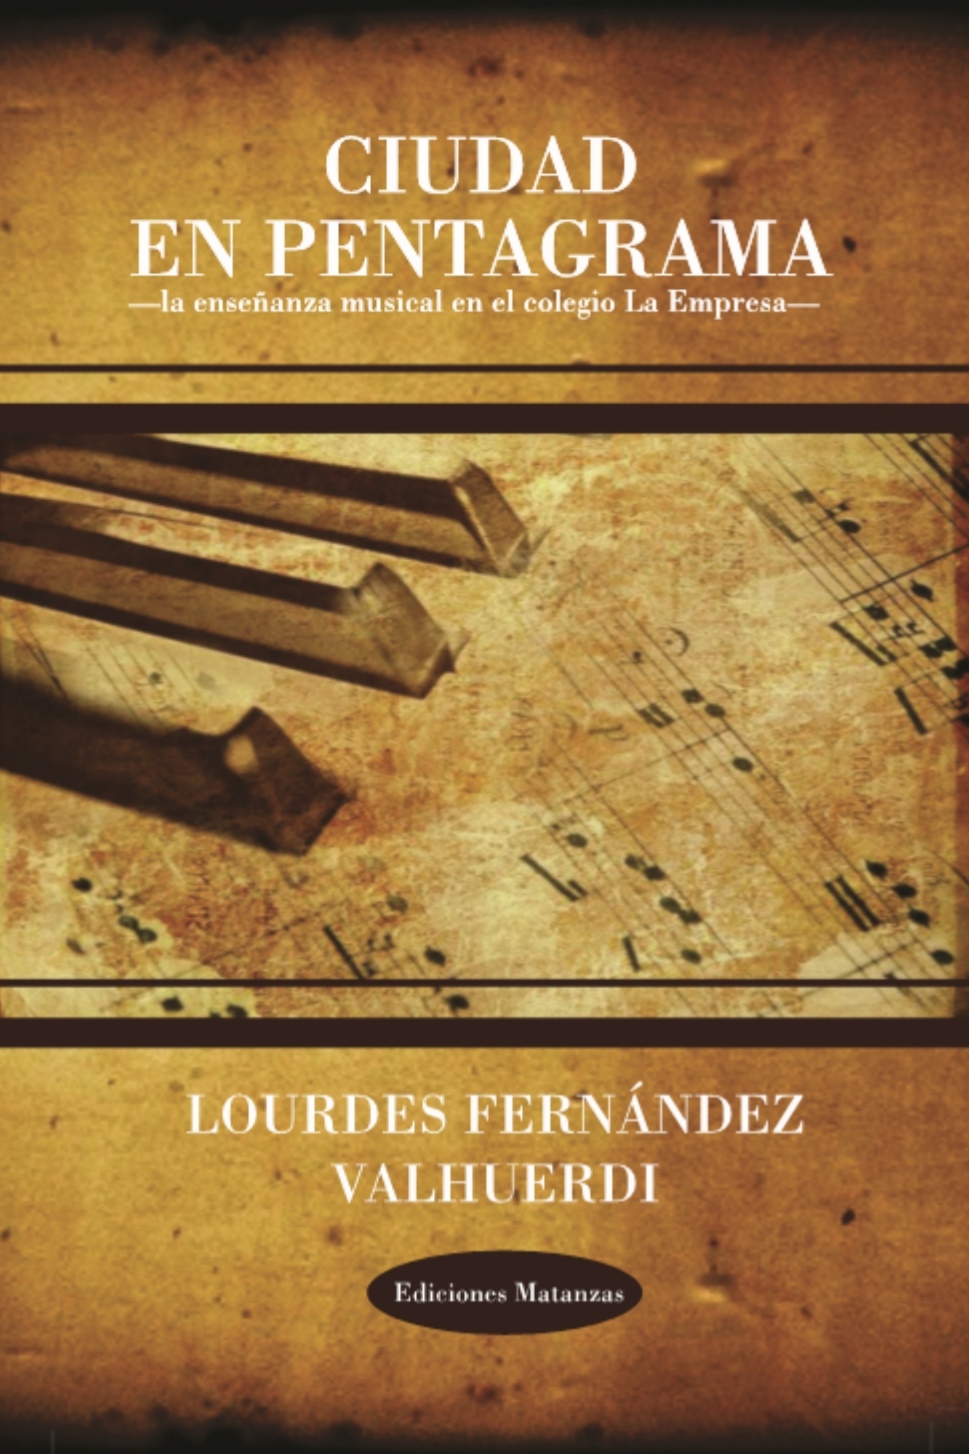 CIUDAD
EN PENTAGRAMA
—la enseñanza musical en el colegio La Empresa—
LOURDES FERNÁNDEZ
VALHUERDI
Ediciones Matanzas